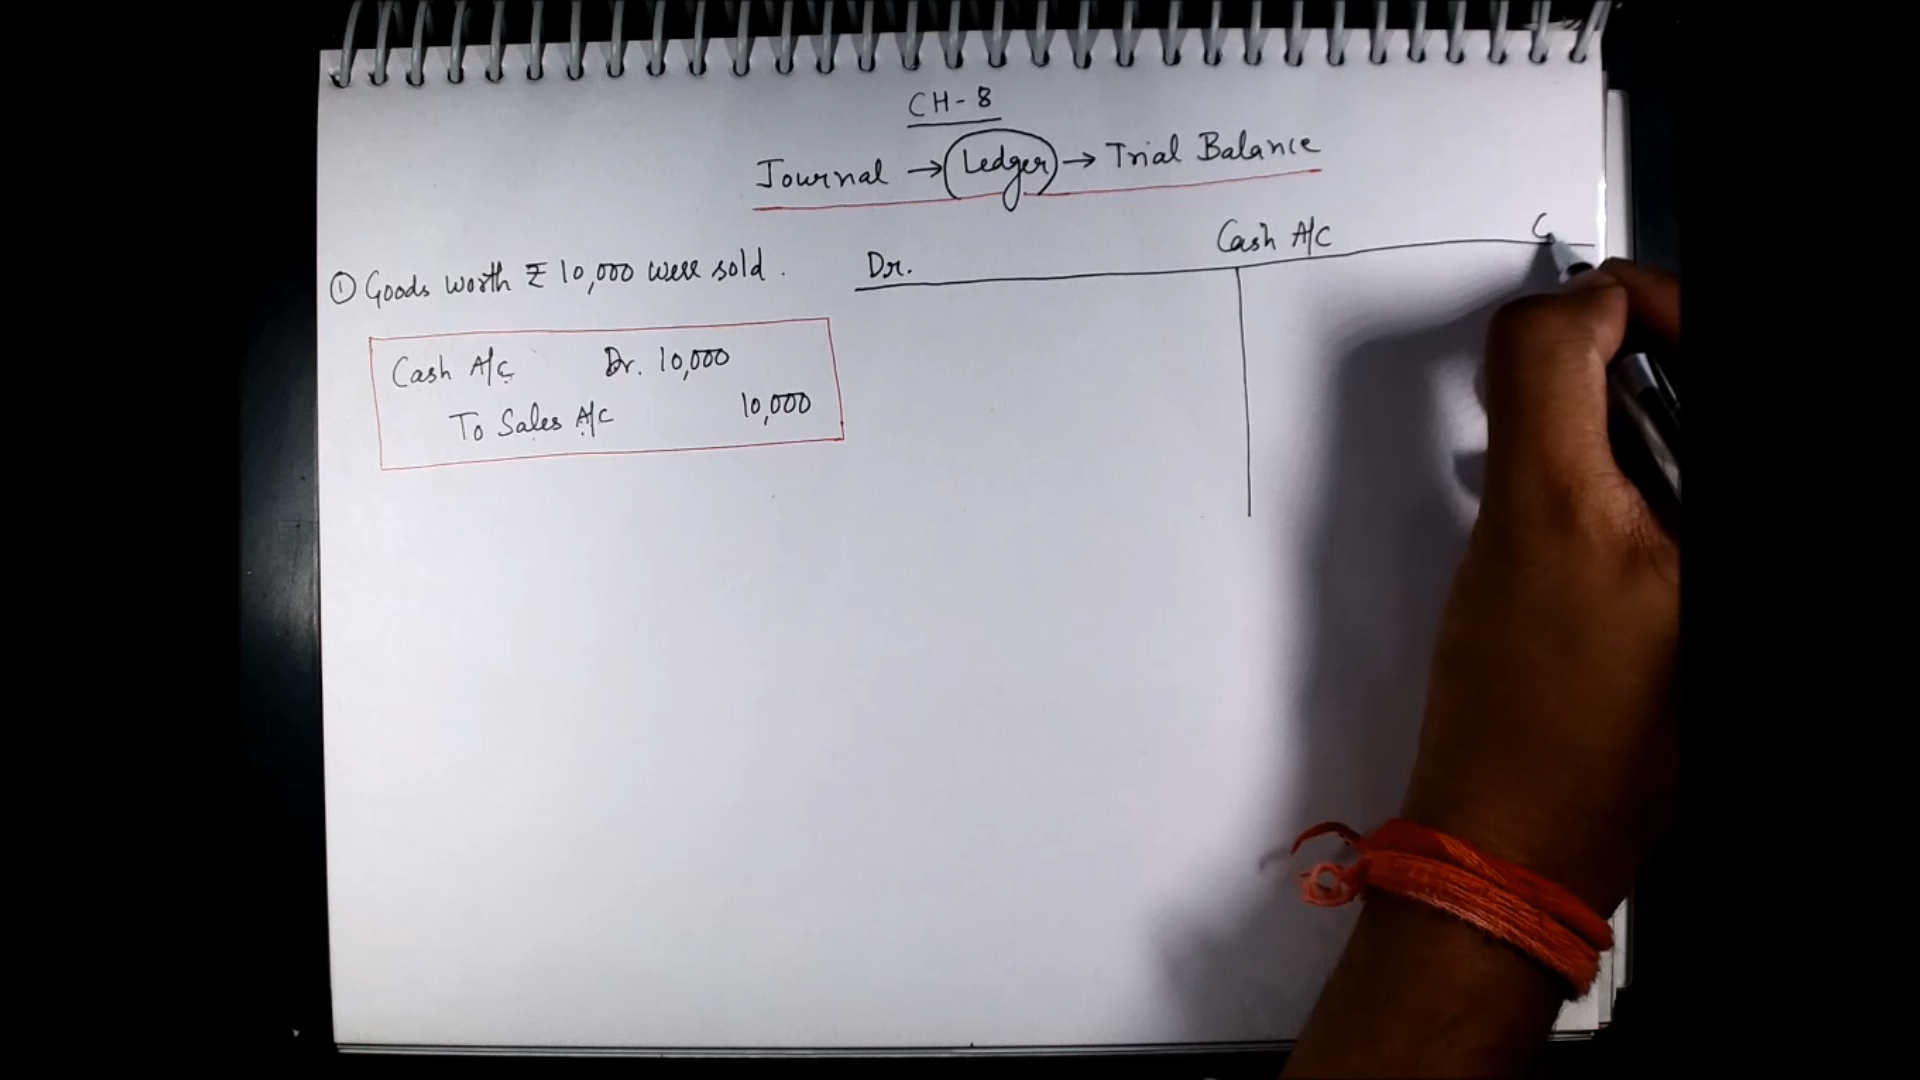 CH-8
Journal → Ledger → Trial Balance
① Goods worth ₹ 10,000 were sold.
Cash A/c Dr. 10,000
To Sales A/c 10,000
Cash A/c
Dr. C